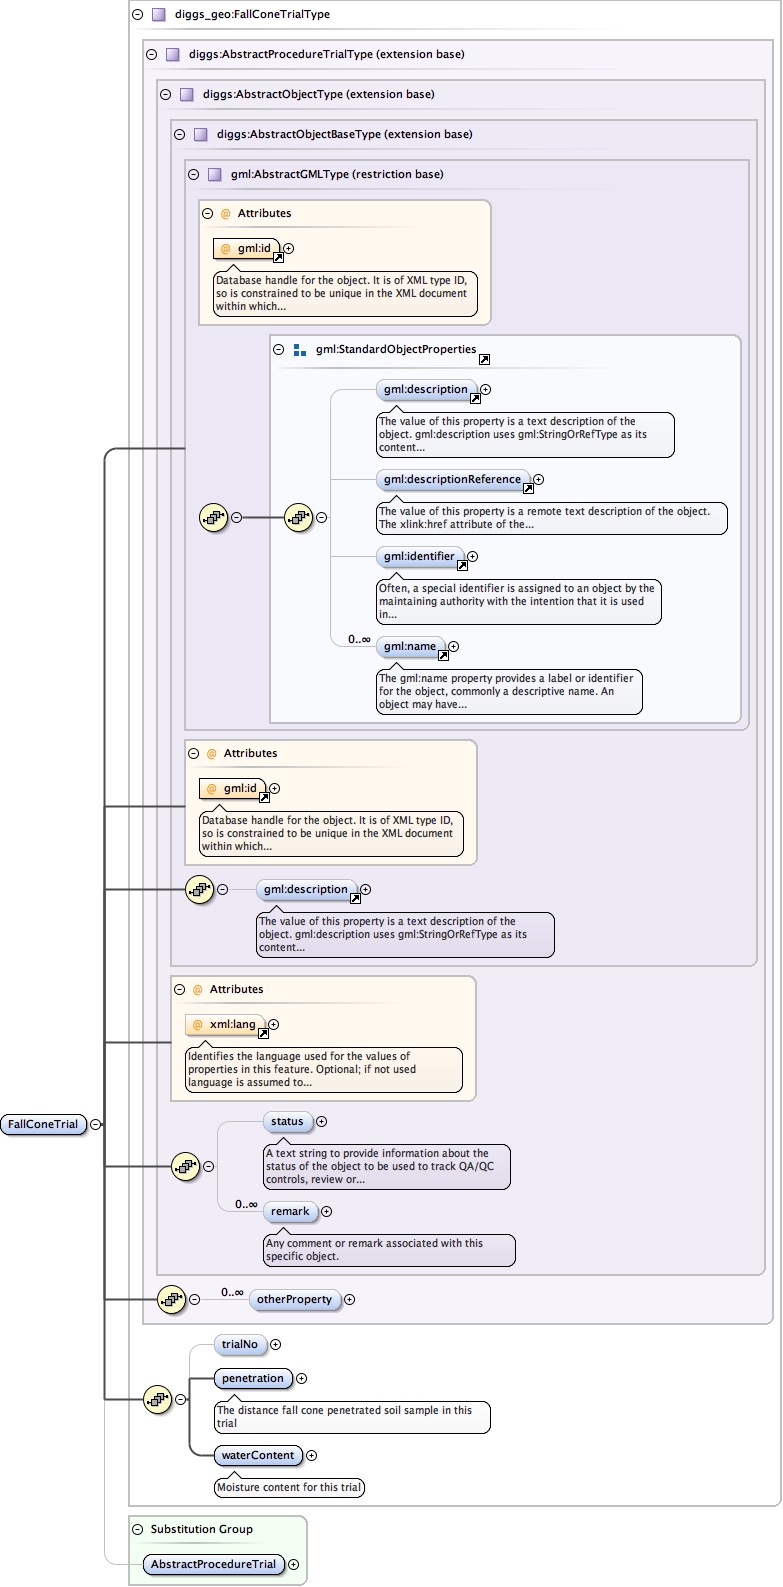 diggs_geo:FallConeTrialType
diggs:AbstractProcedureTrialType (extension base)
diggs:AbstractObjectType (extension base)
diggs:AbstractObjectBaseType (extension base)
gml:AbstractGMLType (restriction base)
@ Attributes
@ gml:id
Database handle for the object. It is of XML type ID,
so is constrained to be unique in the XML document
within which...
gml:StandardObjectProperties
gml:description
The value of this property is a text description of the
object. gml:description uses gml:StringOrRefType as its
content...
gml:descriptionReference
The value of this property is a remote text description of the object.
The xlink:href attribute of the...
gml:identifier
Often, a special identifier is assigned to an object by the
maintaining authority with the intention that it is used
in...
0..∞
gml:name
The gml:name property provides a label or identifier
for the object, commonly a descriptive name. An
object may have...
@ Attributes
@ gml:id
Database handle for the object. It is of XML type ID,
so is constrained to be unique in the XML document
within which...
gml:description
The value of this property is a text description of the
object. gml:description uses gml:StringOrRefType as its
content...
@ Attributes
@ xml:lang
Identifies the language used for the values of
properties in this feature. Optional; if not used
language is assumed to...
FallConeTrial
status
A text string to provide information about the
status of the object to be used to track QA/QC
controls, review or...
0..∞
remark
Any comment or remark associated with this
specific object.
0..∞
otherProperty
trialNo
penetration
The distance fall cone penetrated soil sample in this
trial
waterContent
Moisture content for this trial
Substitution Group
AbstractProcedureTrial